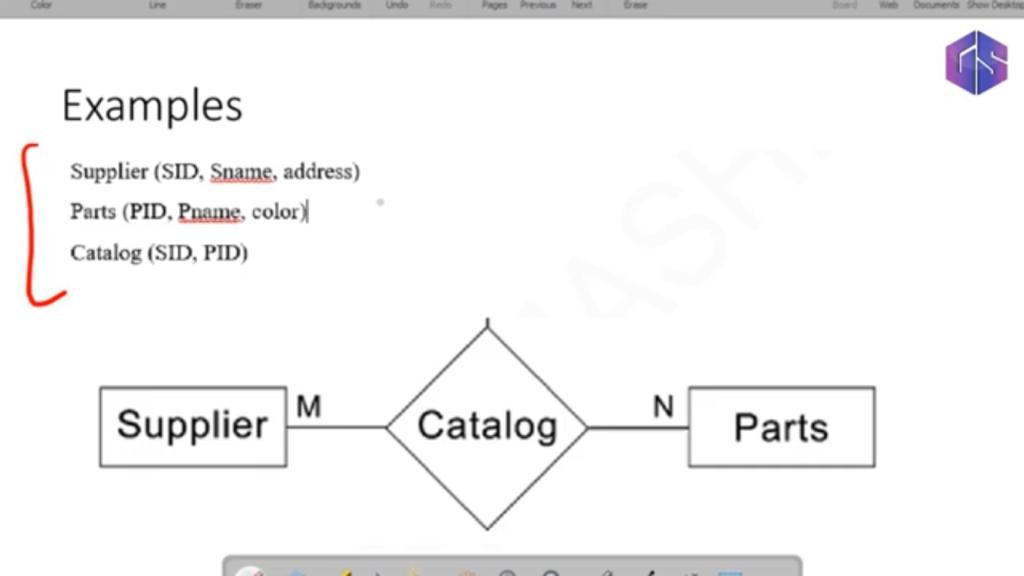 Color Line Eraser Backgrounds Undo Redo Pages Previous Next Erase Board Web Documents Show Desktop
Examples
Supplier (SID, Sname, address)
Parts (PID, Pname, color)
Catalog (SID, PID)
Supplier M Catalog N Parts